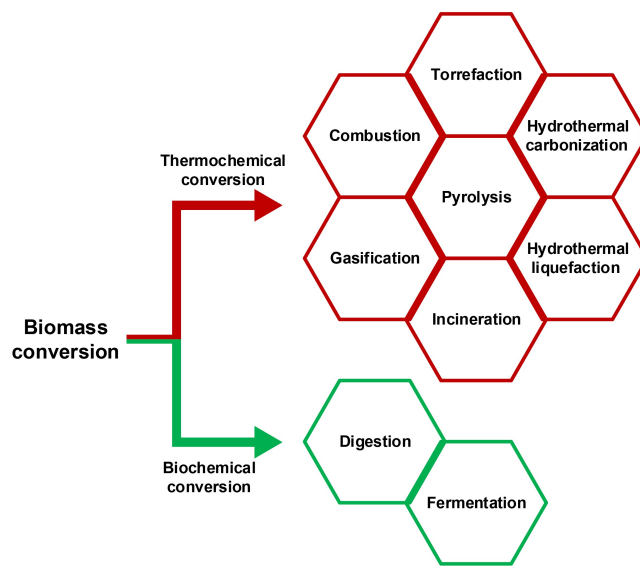 Biomass
conversion
Thermochemical
conversion
Torrefaction
Combustion
Hydrothermal
carbonization
Pyrolysis
Gasification
Hydrothermal
liquefaction
Incineration
Biochemical
conversion
Digestion
Fermentation